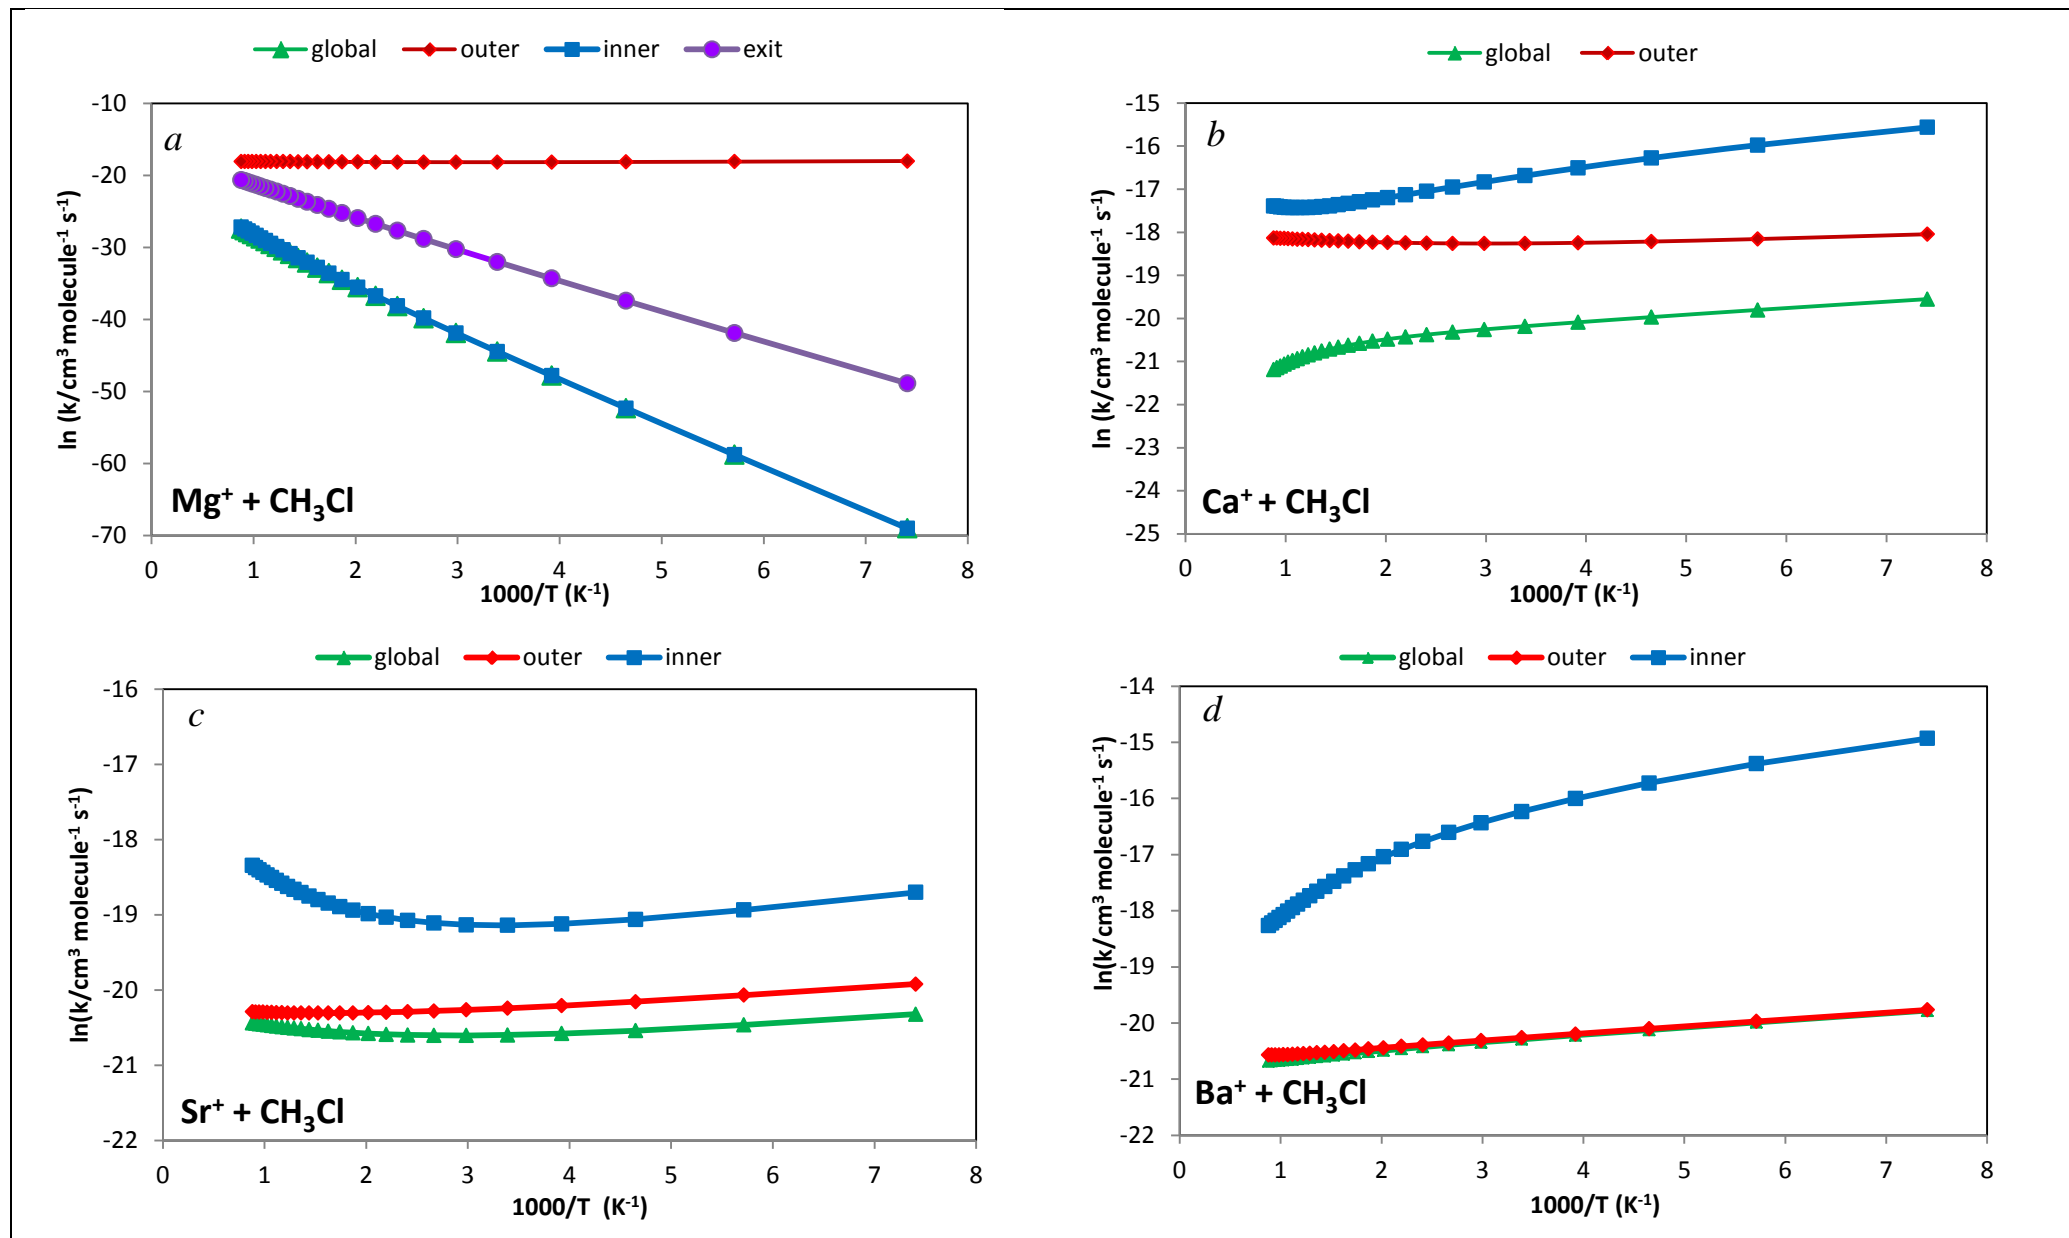 global outer inner exit
a
-10
-20
-30
-40
-50
-60
-70
ln (k/cm³ molecule⁻¹ s⁻¹)
Mg⁺ + CH₃Cl
0 1 2 3 4 5 6 7 8
1000/T (K⁻¹)
global outer
b
-15
-16
-17
-18
-19
-20
-21
-22
-23
-24
-25
ln (k/cm³ molecule⁻¹ s⁻¹)
Ca⁺ + CH₃Cl
0 1 2 3 4 5 6 7 8
1000/T (K⁻¹)
global outer inner
c
-16
-17
-18
-19
-20
-21
-22
ln(k/cm³ molecule⁻¹ s⁻¹)
Sr⁺ + CH₃Cl
0 1 2 3 4 5 6 7 8
1000/T (K⁻¹)
global outer inner
d
-14
-15
-16
-17
-18
-19
-20
-21
-22
ln(k/cm³ molecule⁻¹ s⁻¹)
Ba⁺ + CH₃Cl
0 1 2 3 4 5 6 7 8
1000/T (K⁻¹)